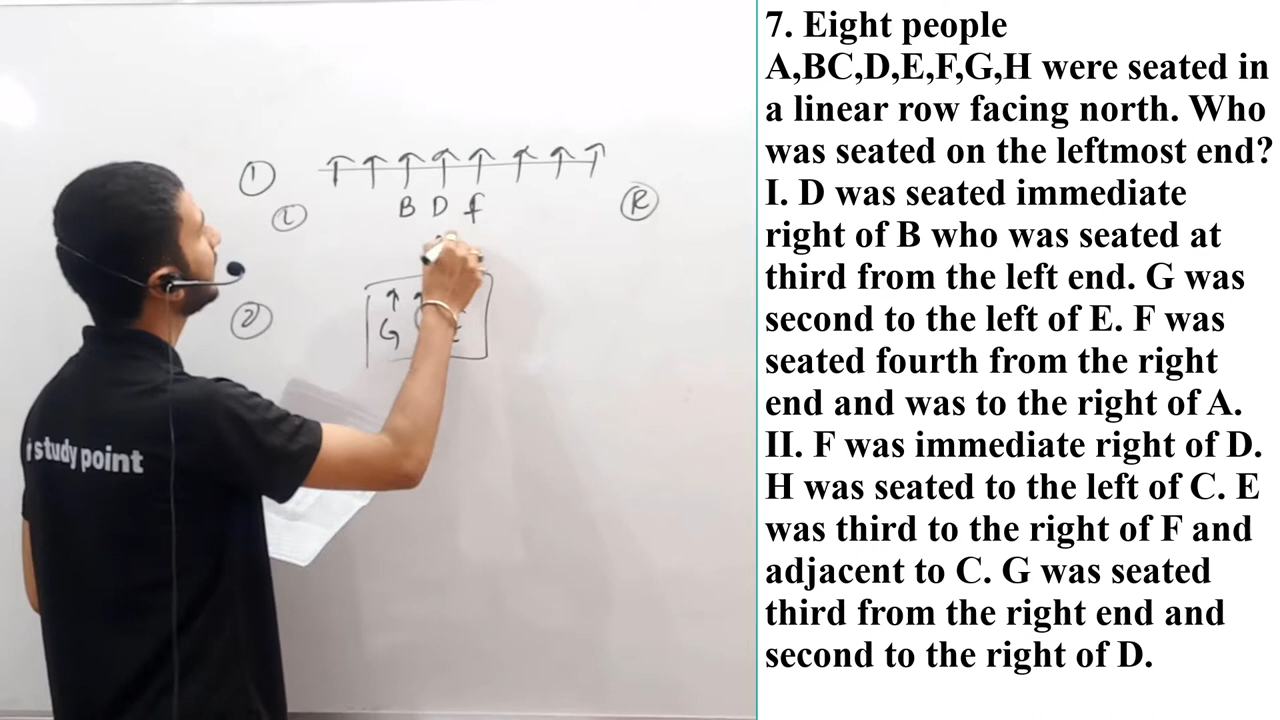 7. Eight people
A,BC,D,E,F,G,H were seated in
a linear row facing north. Who
was seated on the leftmost end?
I. D was seated immediate
right of B who was seated at
third from the left end. G was
second to the left of E. F was
seated fourth from the right
end and was to the right of A.
II. F was immediate right of D.
H was seated to the left of C. E
was third to the right of F and
adjacent to C. G was seated
third from the right end and
second to the right of D.
1
L B D f R
2
G
study point